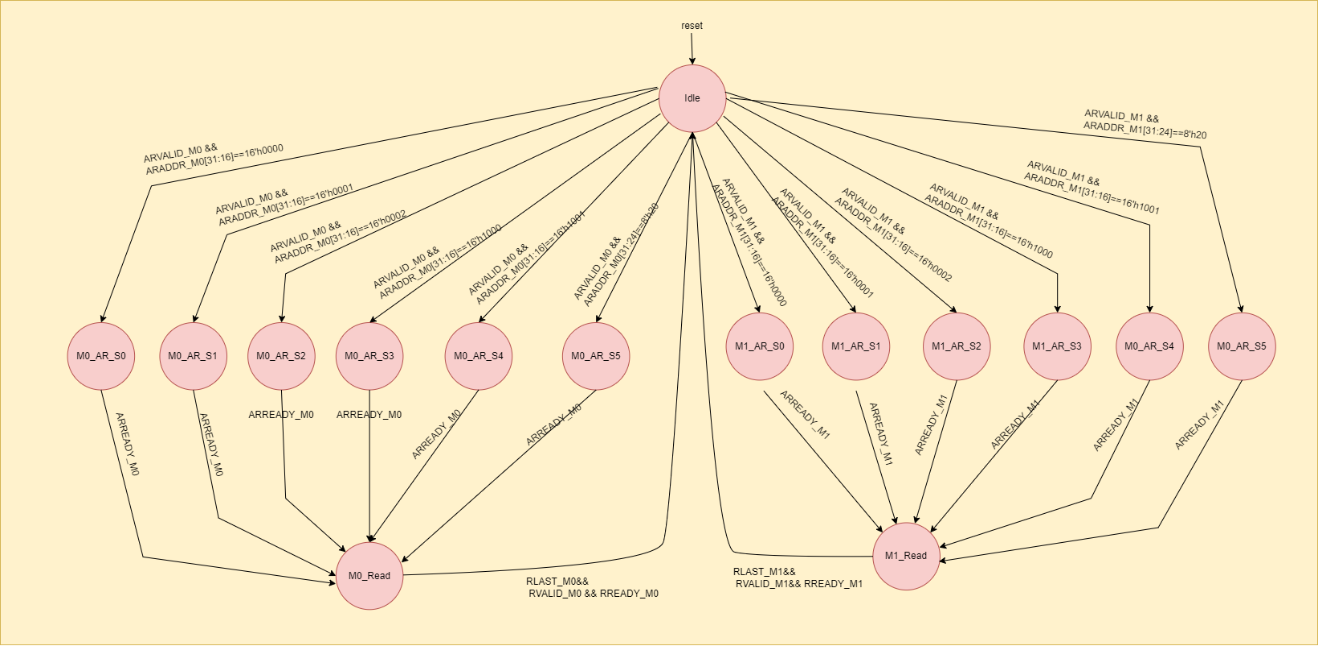 reset
Idle
ARVALID_M0 &&
ARADDR_M0[31:16]==16'h0000
ARVALID_M0 &&
ARADDR_M0[31:16]==16'h0001
ARVALID_M0 &&
ARADDR_M0[31:16]==16'h0002
ARVALID_M0 &&
ARADDR_M0[31:16]==16'h1000
ARVALID_M0 &&
ARADDR_M0[31:16]==16'h1001
ARVALID_M0 &&
ARADDR_M0[31:24]==8'h20
ARVALID_M1 &&
ARADDR_M1[31:16]==16'h0000
ARVALID_M1 &&
ARADDR_M1[31:16]==16'h0001
ARVALID_M1 &&
ARADDR_M1[31:16]==16'h0002
ARVALID_M1 &&
ARADDR_M1[31:16]==16'h1000
ARVALID_M1 &&
ARADDR_M1[31:16]==16'h1001
ARVALID_M1 &&
ARADDR_M1[31:24]==8'h20
M0_AR_S0
M0_AR_S1
M0_AR_S2
M0_AR_S3
M0_AR_S4
M0_AR_S5
M1_AR_S0
M1_AR_S1
M1_AR_S2
M1_AR_S3
M0_AR_S4
M0_AR_S5
ARREADY_M0
ARREADY_M0
ARREADY_M0
ARREADY_M0
ARREADY_M0
ARREADY_M0
ARREADY_M1
ARREADY_M1
ARREADY_M1
ARREADY_M1
ARREADY_M1
ARREADY_M1
M0_Read
M1_Read
RLAST_M0&&
RVALID_M0 && RREADY_M0
RLAST_M1&&
RVALID_M1&& RREADY_M1